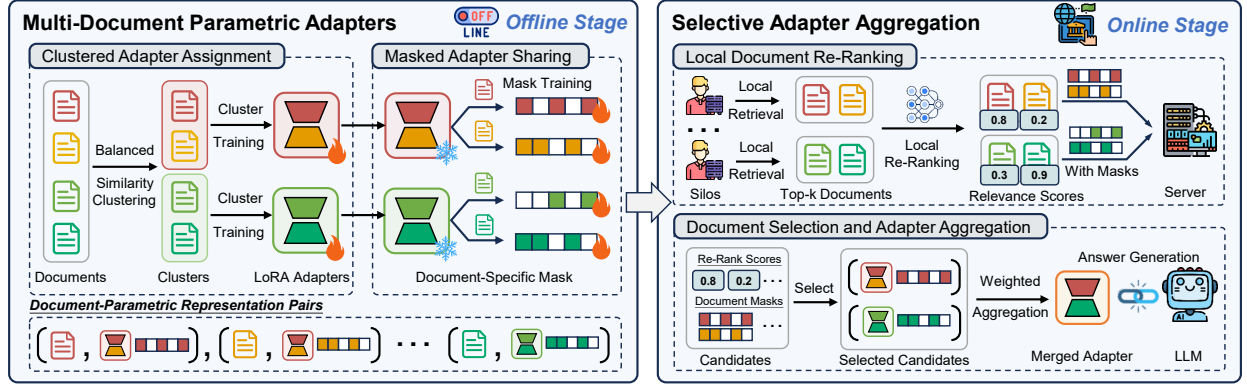 Multi-Document Parametric Adapters
OFF
LINE
Offline Stage
Clustered Adapter Assignment
Documents
Balanced
Similarity
Clustering
Clusters
Cluster
Training
Cluster
Training
LoRA Adapters
Masked Adapter Sharing
Mask Training
Document-Specific Mask
Document-Parametric Representation Pairs
( , ), ( , ) ··· ( , )
Selective Adapter Aggregation
Online Stage
Local Document Re-Ranking
Silos
Local
Retrieval
Local
Retrieval
Top-k Documents
Local
Re-Ranking
0.8 0.2
0.3 0.9
Relevance Scores
With Masks
Server
Document Selection and Adapter Aggregation
Re-Rank Scores
0.8 0.2 ···
Document Masks
···
Candidates
Select
Selected Candidates
Weighted
Aggregation
Merged Adapter
Answer Generation
AI
LLM